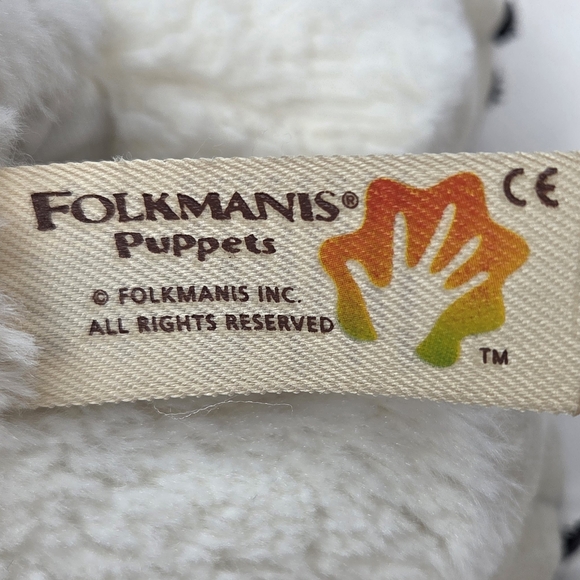 FOLKMANIS®
Puppets
© FOLKMANIS INC.
ALL RIGHTS RESERVED
CE
TM